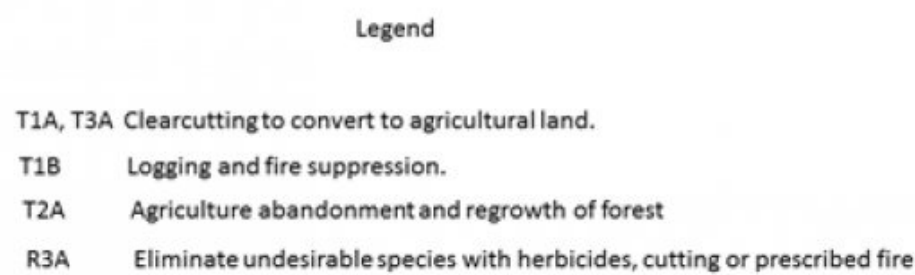 Legend
T1A, T3A Clearcutting to convert to agricultural land.
T1B Logging and fire suppression.
T2A Agriculture abandonment and regrowth of forest
R3A Eliminate undesirable species with herbicides, cutting or prescribed fire